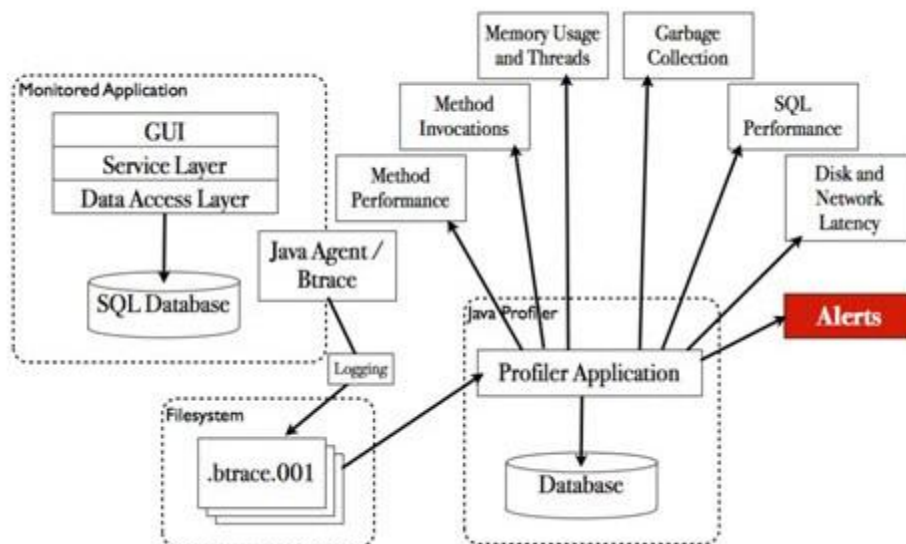 Memory Usage
and Threads
Garbage
Collection
Monitored Application
GUI
Service Layer
Data Access Layer
SQL Database
Method
Invocations
SQL
Performance
Method
Performance
Disk and
Network
Latency
Java Agent /
Btrace
Logging
Java Profiler
Alerts
Profiler Application
Database
Filesystem
.btrace.001